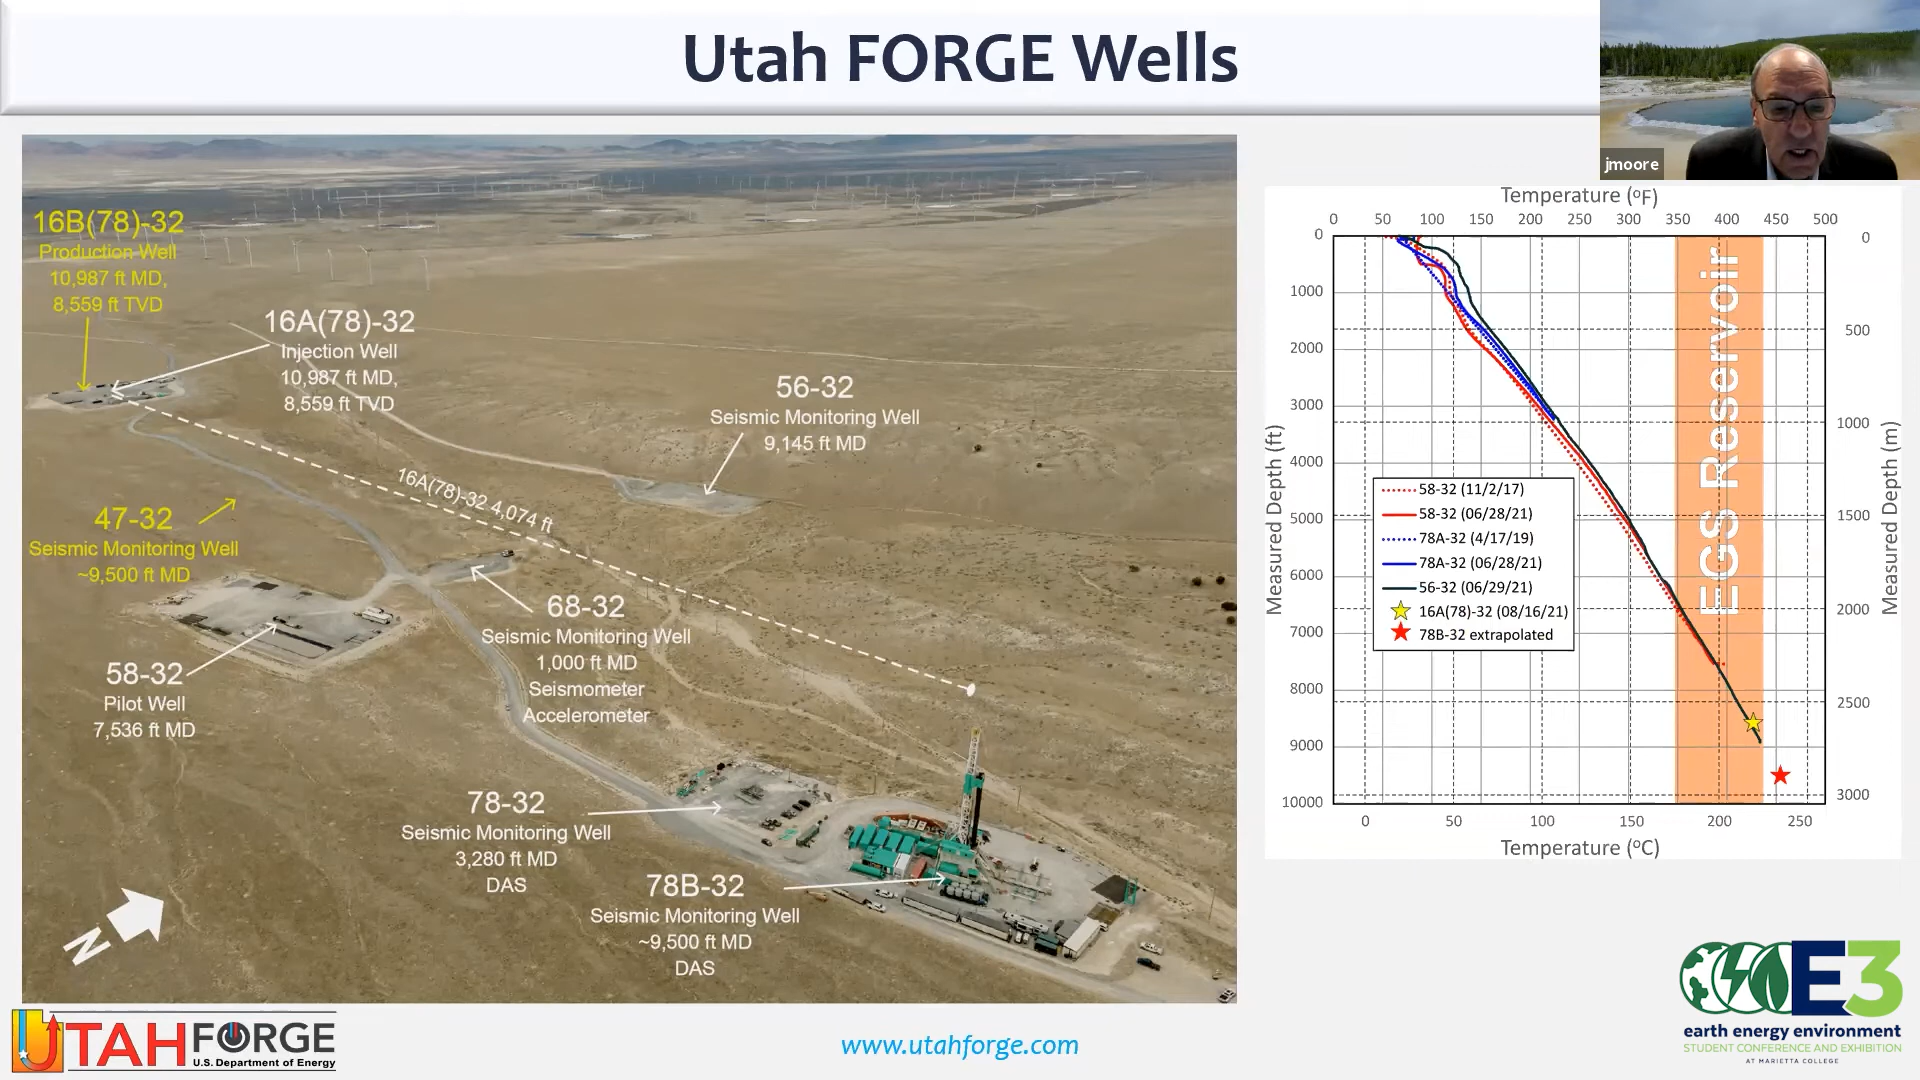 Utah FORGE Wells
jmoore
16B(78)-32
Production Well
10,987 ft MD,
8,559 ft TVD
16A(78)-32
Injection Well
10,987 ft MD,
8,559 ft TVD
56-32
Seismic Monitoring Well
9,145 ft MD
16A(78)-32 4,074 ft
47-32
Seismic Monitoring Well
~9,500 ft MD
68-32
Seismic Monitoring Well
1,000 ft MD
Seismometer
Accelerometer
58-32
Pilot Well
7,536 ft MD
78-32
Seismic Monitoring Well
3,280 ft MD
DAS
78B-32
Seismic Monitoring Well
~9,500 ft MD
DAS
N
Temperature (ºF)
0 50 100 150 200 250 300 350 400 450 500
Measured Depth (ft)
0
1000
2000
3000
4000
5000
6000
7000
8000
9000
10000
EGS Reservoir
58-32 (11/2/17)
58-32 (06/28/21)
78A-32 (4/17/19)
78A-32 (06/28/21)
56-32 (06/29/21)
16A(78)-32 (08/16/21)
78B-32 extrapolated
0
500
1000
1500
2000
2500
3000
Measured Depth (m)
0 50 100 150 200 250
Temperature (ºC)
UTAH FORGE
U.S. Department of Energy
www.utahforge.com
E3
earth energy environment
STUDENT CONFERENCE AND EXHIBITION
AT MARIETTA COLLEGE